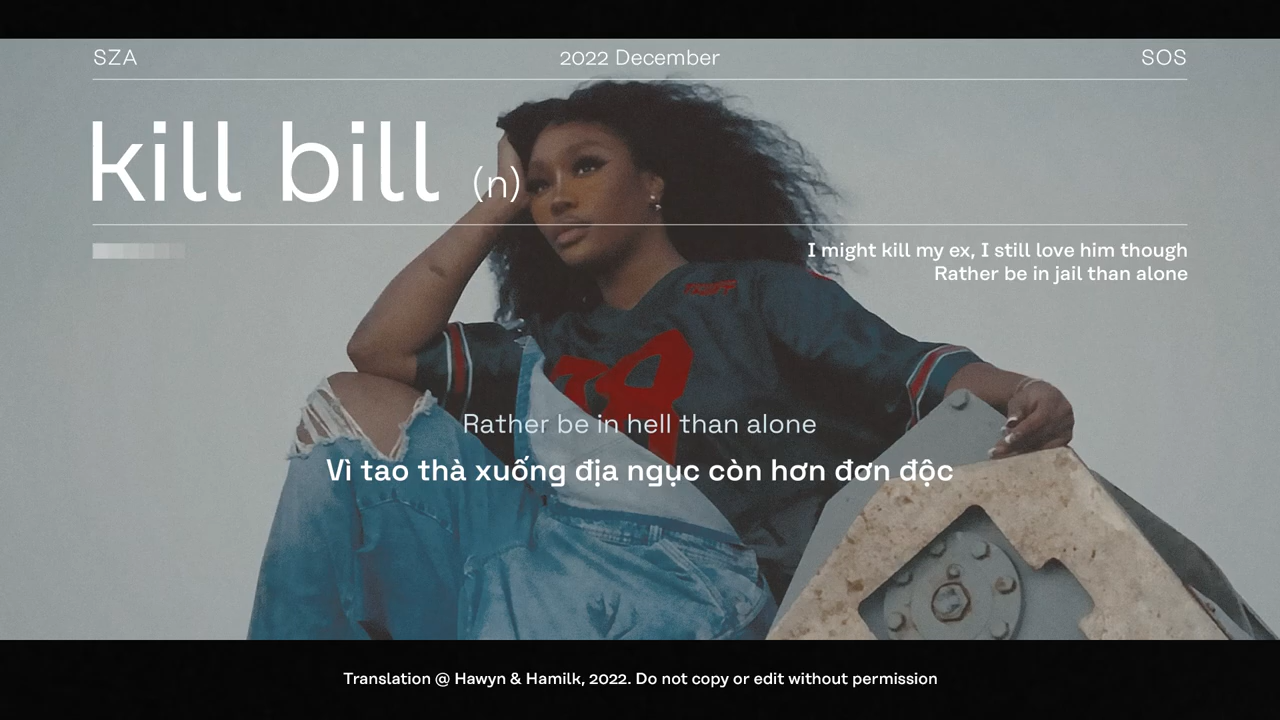 SZA
2022 December
SOS
kill bill (n)
I might kill my ex, I still love him though
Rather be in jail than alone
Rather be in hell than alone
Vì tao thà xuống địa ngục còn hơn đơn độc
Translation @ Hawyn & Hamilk, 2022. Do not copy or edit without permission